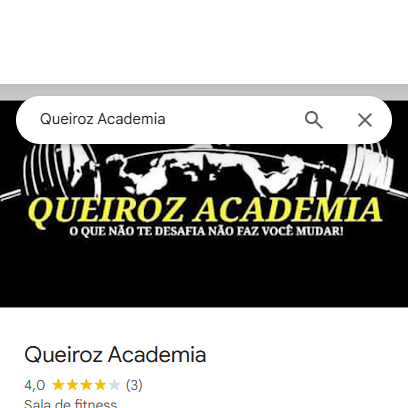 Queiroz Academia
QUEIROZ ACADEMIA
O QUE NÃO TE DESAFIA NÃO FAZ VOCÊ MUDAR!
Queiroz Academia
4,0 (3)
Sala de fitness